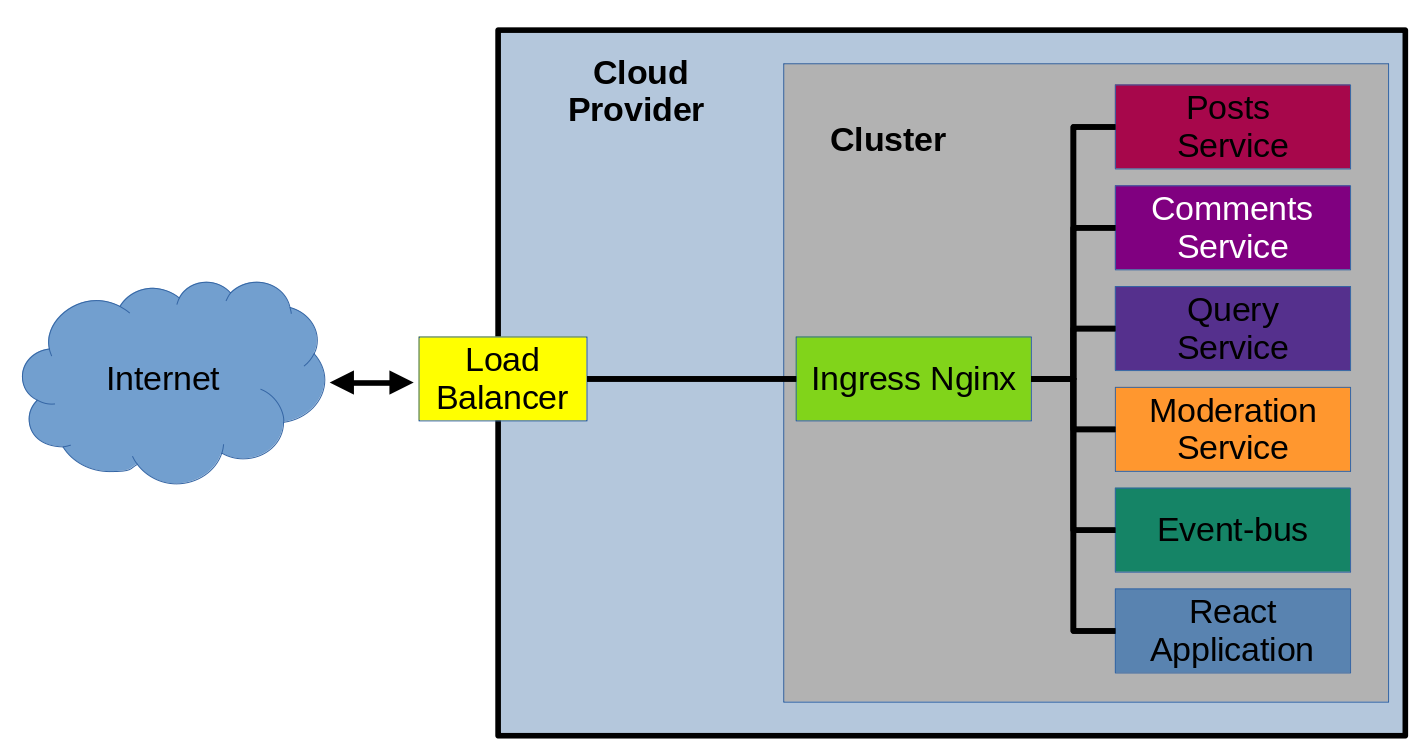 Cloud
Provider
Cluster
Internet
Load
Balancer
Ingress Nginx
Posts
Service
Comments
Service
Query
Service
Moderation
Service
Event-bus
React
Application